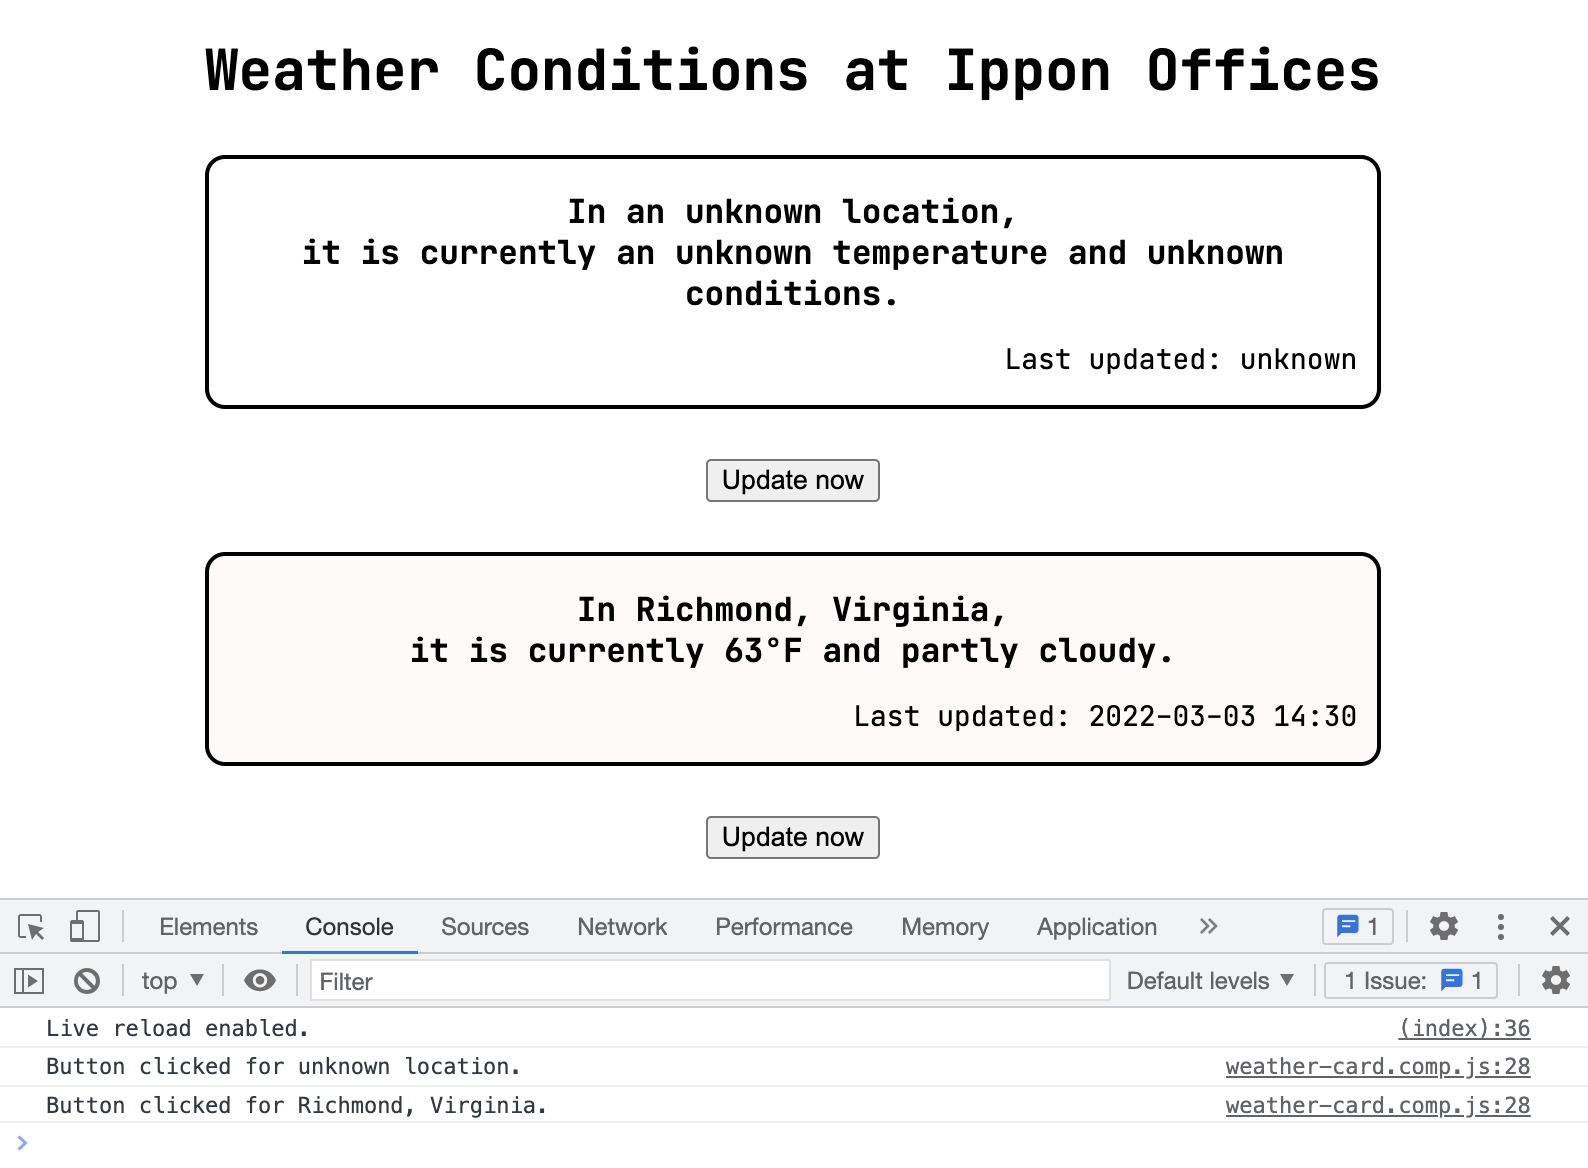 Weather Conditions at Ippon Offices
In an unknown location,
it is currently an unknown temperature and unknown
conditions.
Last updated: unknown
Update now
In Richmond, Virginia,
it is currently 63°F and partly cloudy.
Last updated: 2022-03-03 14:30
Update now
Elements Console Sources Network Performance Memory Application » 1
top Filter Default levels 1 Issue: 1
Live reload enabled. (index):36
Button clicked for unknown location. weather-card.comp.js:28
Button clicked for Richmond, Virginia. weather-card.comp.js:28